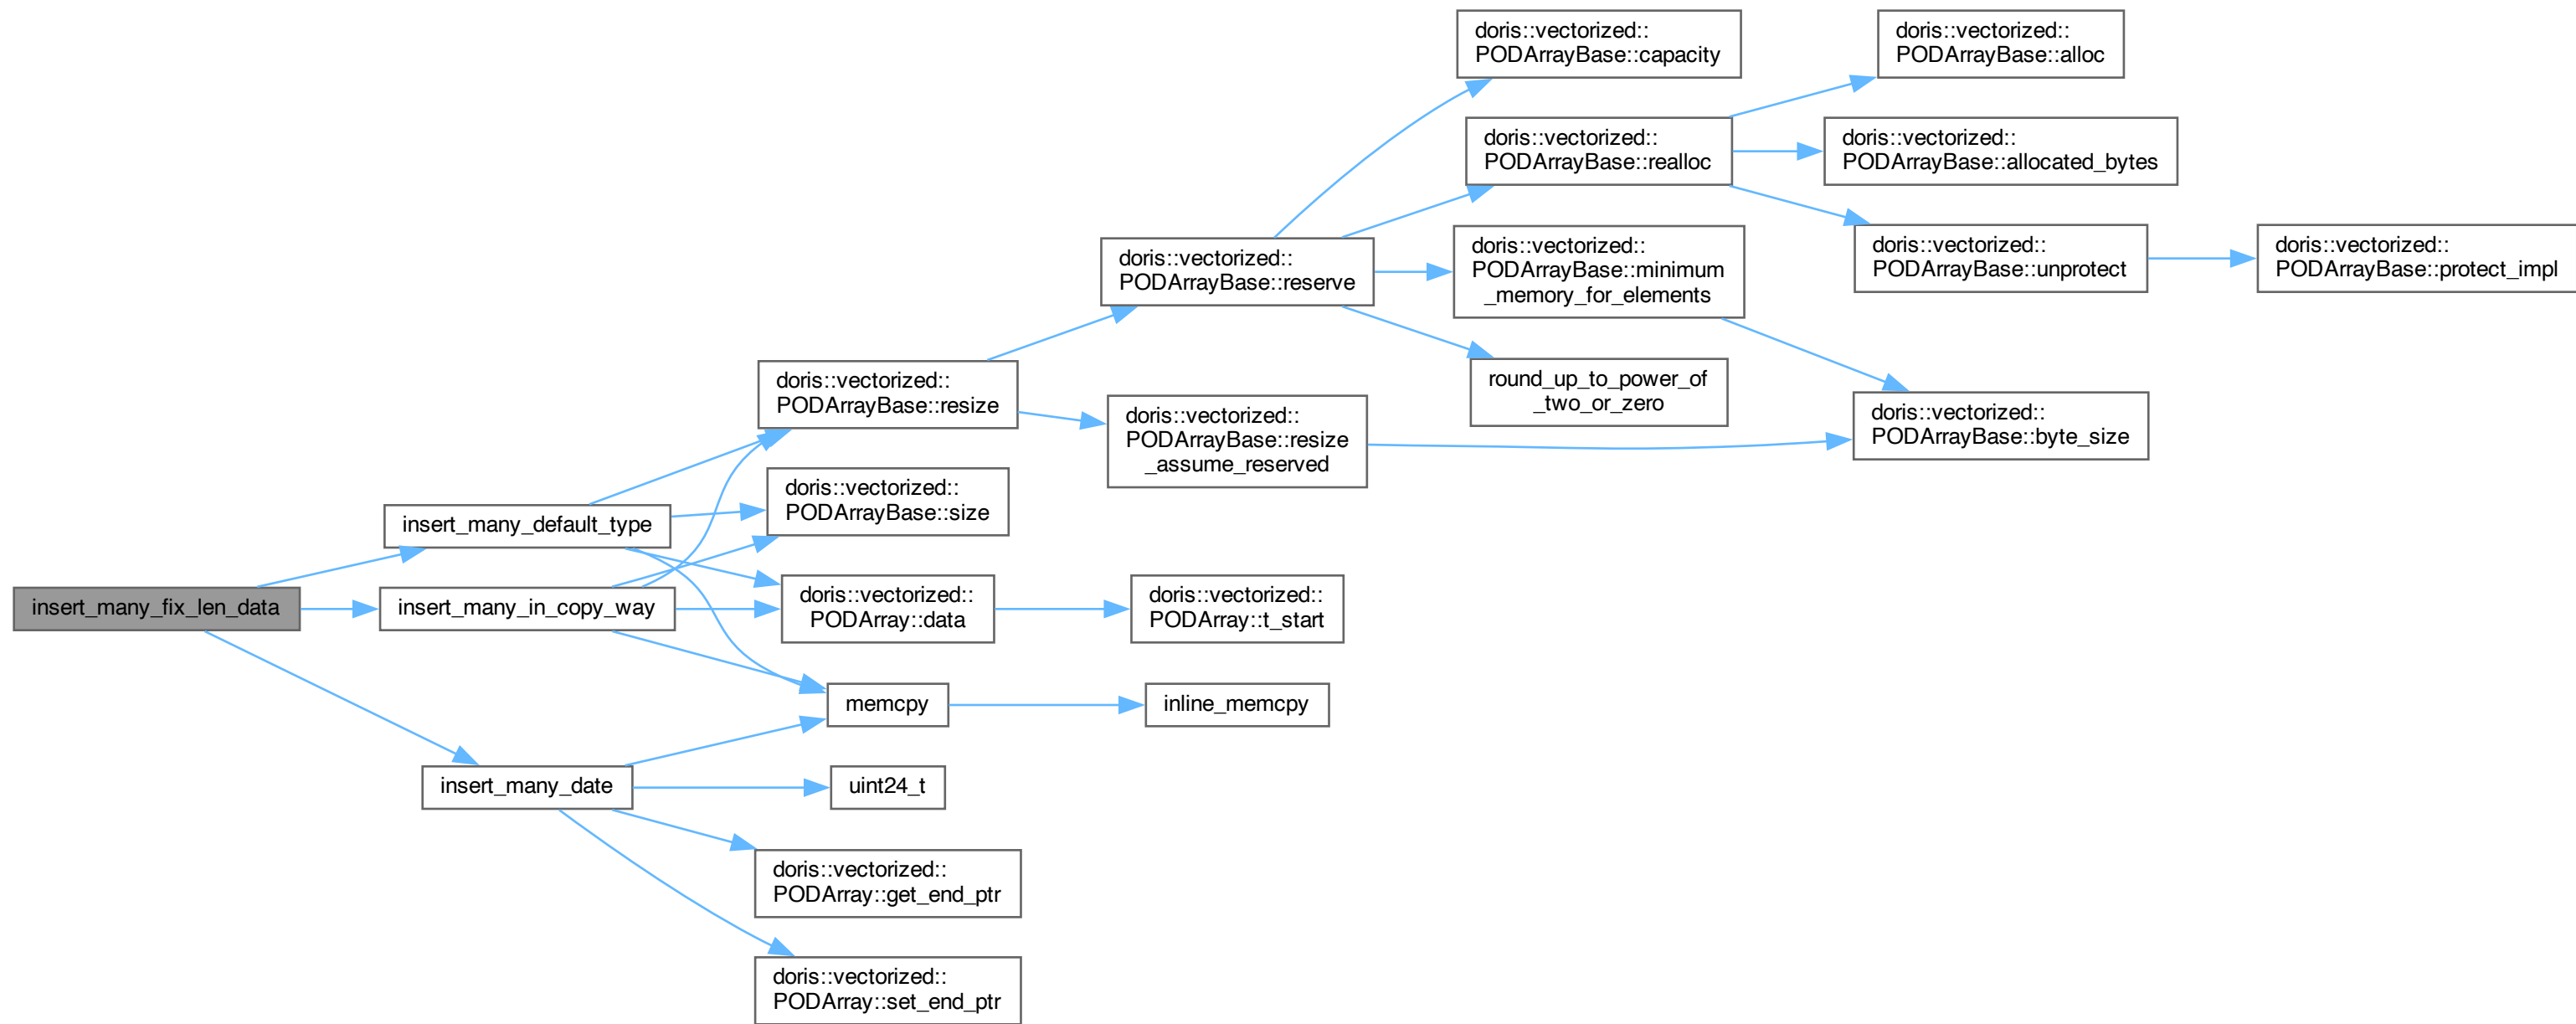 insert_many_fix_len_data
insert_many_default_type
insert_many_in_copy_way
insert_many_date
doris::vectorized::
PODArrayBase::resize
doris::vectorized::
PODArrayBase::size
doris::vectorized::
PODArray::data
memcpy
uint24_t
doris::vectorized::
PODArray::get_end_ptr
doris::vectorized::
PODArray::set_end_ptr
doris::vectorized::
PODArrayBase::reserve
doris::vectorized::
PODArrayBase::resize
_assume_reserved
doris::vectorized::
PODArray::t_start
inline_memcpy
doris::vectorized::
PODArrayBase::capacity
doris::vectorized::
PODArrayBase::realloc
doris::vectorized::
PODArrayBase::minimum
_memory_for_elements
round_up_to_power_of
_two_or_zero
doris::vectorized::
PODArrayBase::alloc
doris::vectorized::
PODArrayBase::allocated_bytes
doris::vectorized::
PODArrayBase::unprotect
doris::vectorized::
PODArrayBase::byte_size
doris::vectorized::
PODArrayBase::protect_impl